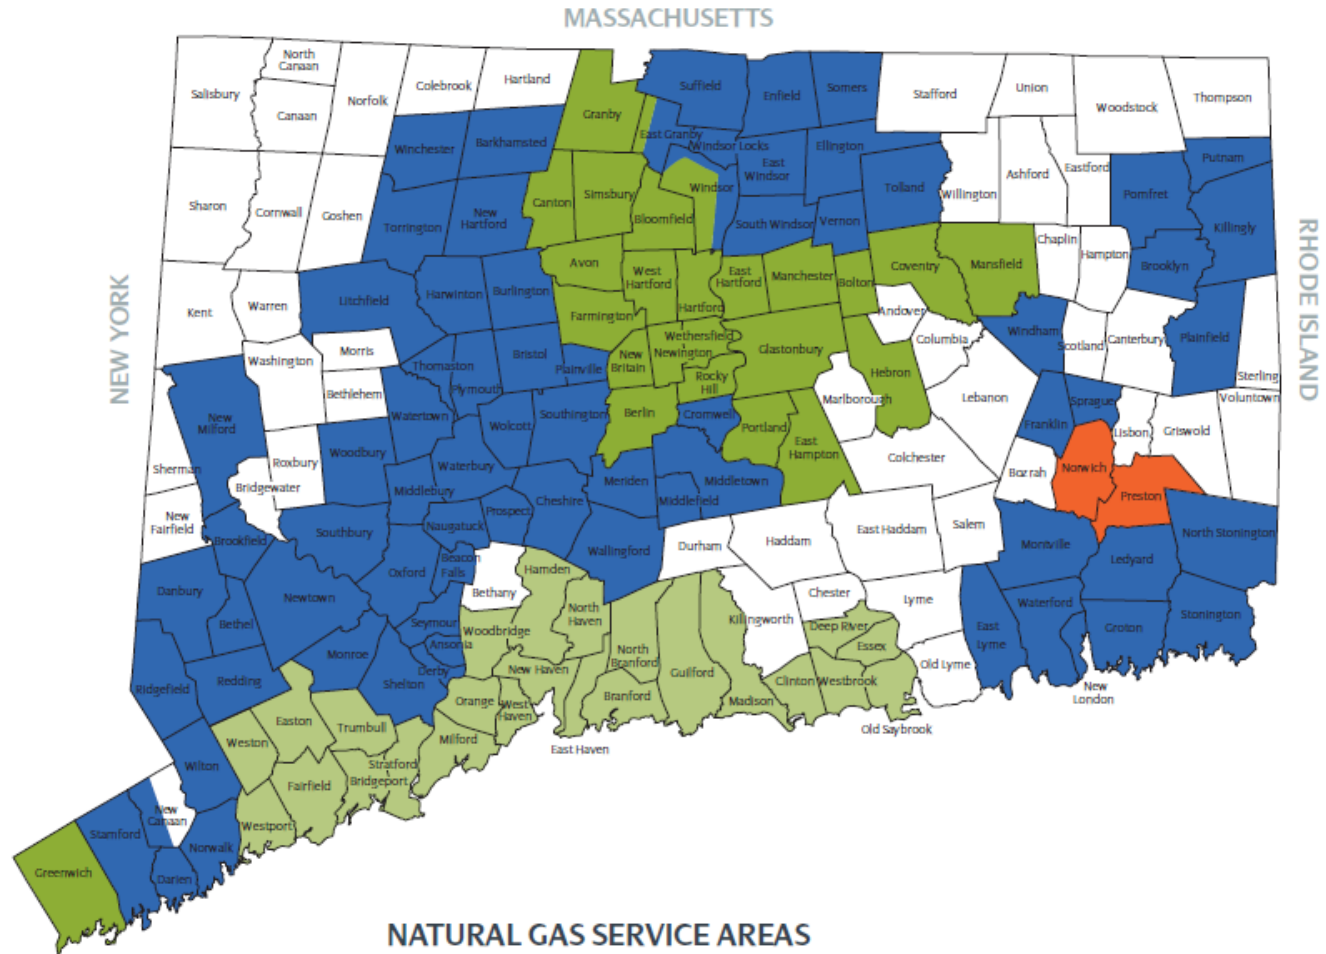 MASSACHUSETTS
North
Canaan
Salisbury
Canaan
Norfolk
Colebrook
Hartland
Granby
Suffield
Enfield
Somers
Stafford
Union
Woodstock
Thompson
Winchester
Barkhamsted
East Granby
Windsor Locks
East
Windsor
Ellington
Tolland
Willington
Ashford
Eastford
Pomfret
Putnam
Sharon
Cornwall
Goshen
Torrington
New
Hartford
Canton
Simsbury
Bloomfield
Windsor
South Windsor
Vernon
Coventry
Mansfield
Chaplin
Hampton
Brooklyn
Killingly
NEW YORK
RHODE ISLAND
Kent
Warren
Litchfield
Harwinton
Burlington
Avon
West
Hartford
Hartford
East
Hartford
Manchester
Bolton
Andover
Columbia
Windham
Scotland
Canterbury
Plainfield
Sterling
Voluntown
Washington
Morris
Bethlehem
Thomaston
Plymouth
Bristol
Plainville
Farmington
New
Britain
Wethersfield
Newington
Rocky
Hill
Glastonbury
Hebron
Marlborough
Lebanon
Franklin
Sprague
Lisbon
Griswold
New
Milford
Watertown
Wolcott
Southington
Berlin
Cromwell
Portland
East
Hampton
Colchester
Bozrah
Norwich
Preston
Sherman
Bridgewater
Roxbury
Woodbury
Waterbury
Middlebury
Meriden
Middletown
Middlefield
New
Fairfield
Brookfield
Southbury
Naugatuck
Prospect
Cheshire
Wallingford
Durham
Haddam
East Haddam
Salem
Montville
Ledyard
North Stonington
Danbury
Bethel
Newtown
Oxford
Beacon
Falls
Bethany
Hamden
North
Haven
Killingworth
Chester
Lyme
East
Lyme
Waterford
Groton
Stonington
Seymour
Ansonia
Woodbridge
Derby
Deep River
Essex
Old Lyme
New
London
Ridgefield
Redding
Monroe
Shelton
New Haven
North
Branford
Guilford
Branford
Madison
Clinton
Westbrook
Old Saybrook
Orange
West
Haven
East Haven
Easton
Trumbull
Milford
Weston
Stratford
Bridgeport
Fairfield
Westport
Wilton
New
Canaan
Stamford
Norwalk
Darien
Greenwich
NATURAL GAS SERVICE AREAS